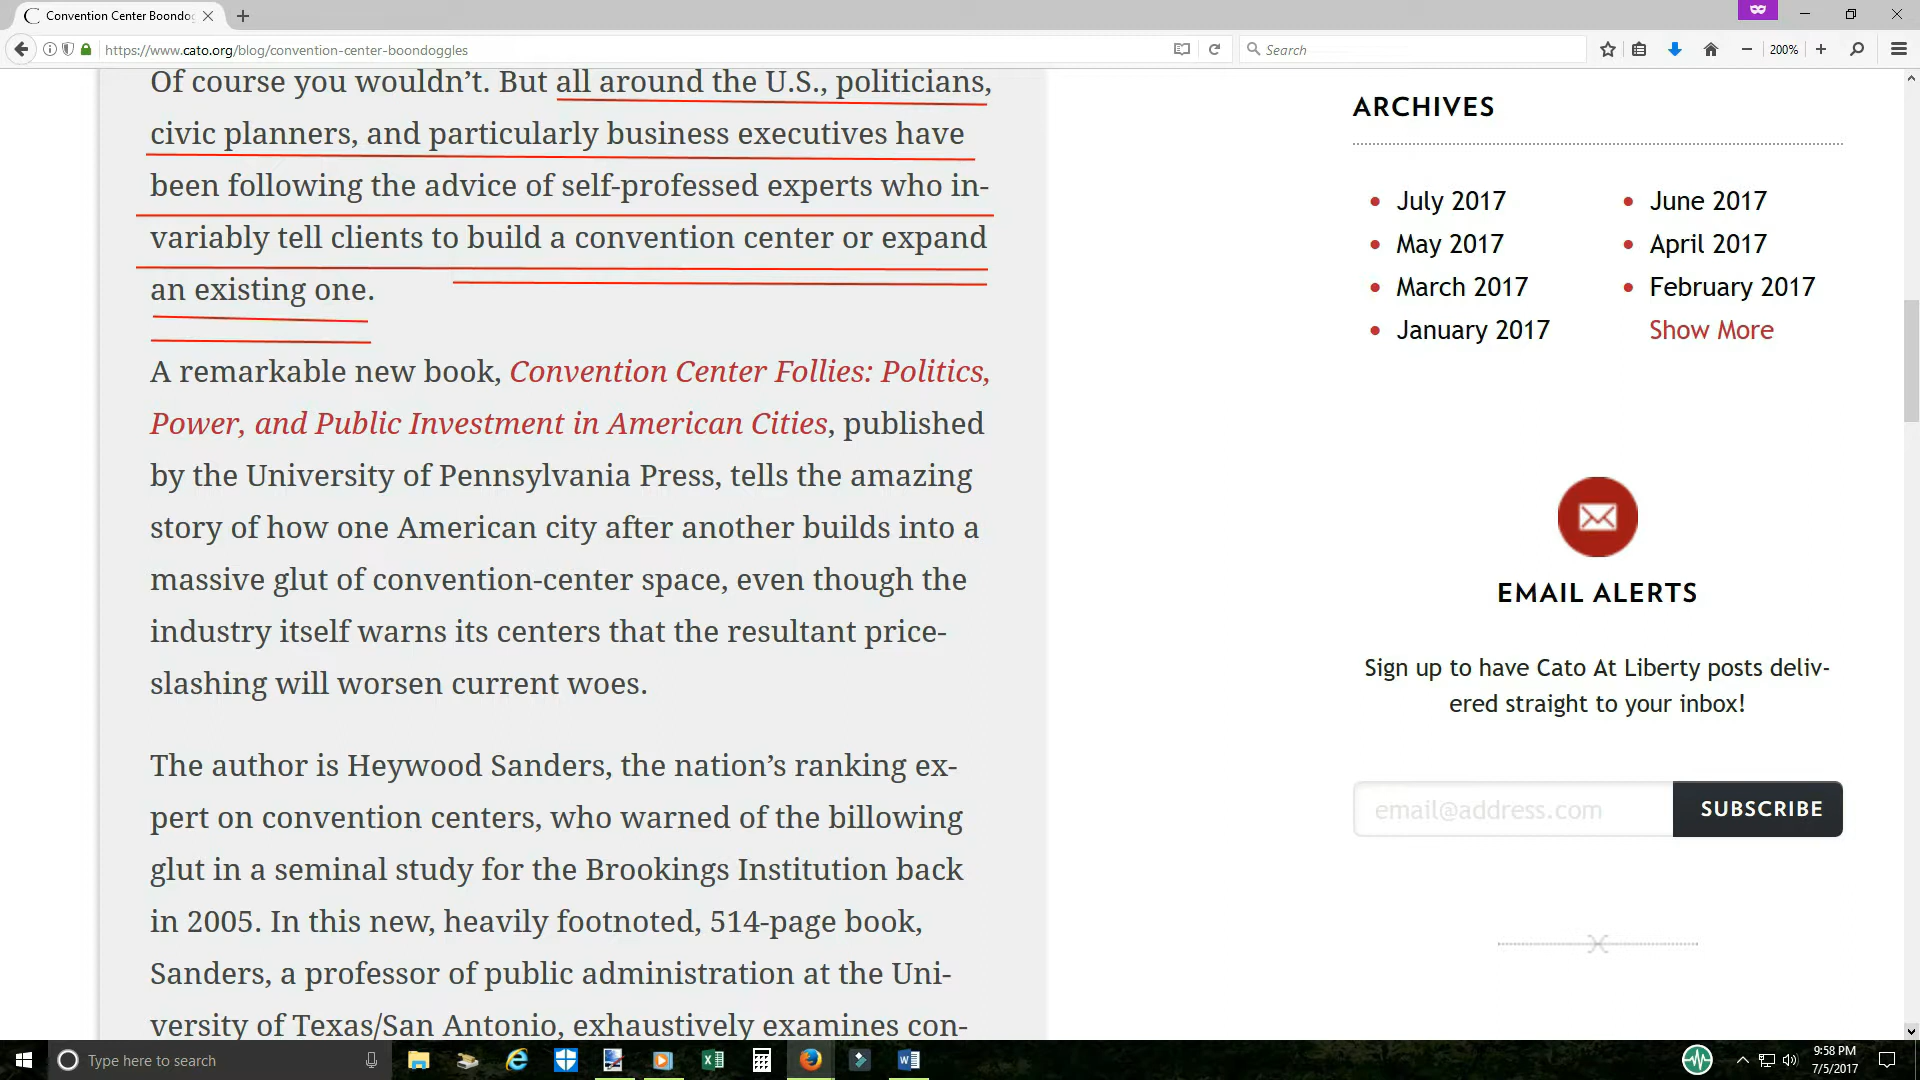 Convention Center Boondog
https://www.cato.org/blog/convention-center-boondoggles
Search
200%
Of course you wouldn’t. But all around the U.S., politicians,
civic planners, and particularly business executives have
been following the advice of self-professed experts who in-
variably tell clients to build a convention center or expand
an existing one.
A remarkable new book, Convention Center Follies: Politics,
Power, and Public Investment in American Cities, published
by the University of Pennsylvania Press, tells the amazing
story of how one American city after another builds into a
massive glut of convention-center space, even though the
industry itself warns its centers that the resultant price-
slashing will worsen current woes.
The author is Heywood Sanders, the nation’s ranking ex-
pert on convention centers, who warned of the billowing
glut in a seminal study for the Brookings Institution back
in 2005. In this new, heavily footnoted, 514-page book,
Sanders, a professor of public administration at the Uni-
versity of Texas/San Antonio, exhaustively examines con-
ARCHIVES
July 2017
June 2017
May 2017
April 2017
March 2017
February 2017
January 2017
Show More
EMAIL ALERTS
Sign up to have Cato At Liberty posts deliv-
ered straight to your inbox!
email@address.com
SUBSCRIBE
Type here to search
9:58 PM
7/5/2017